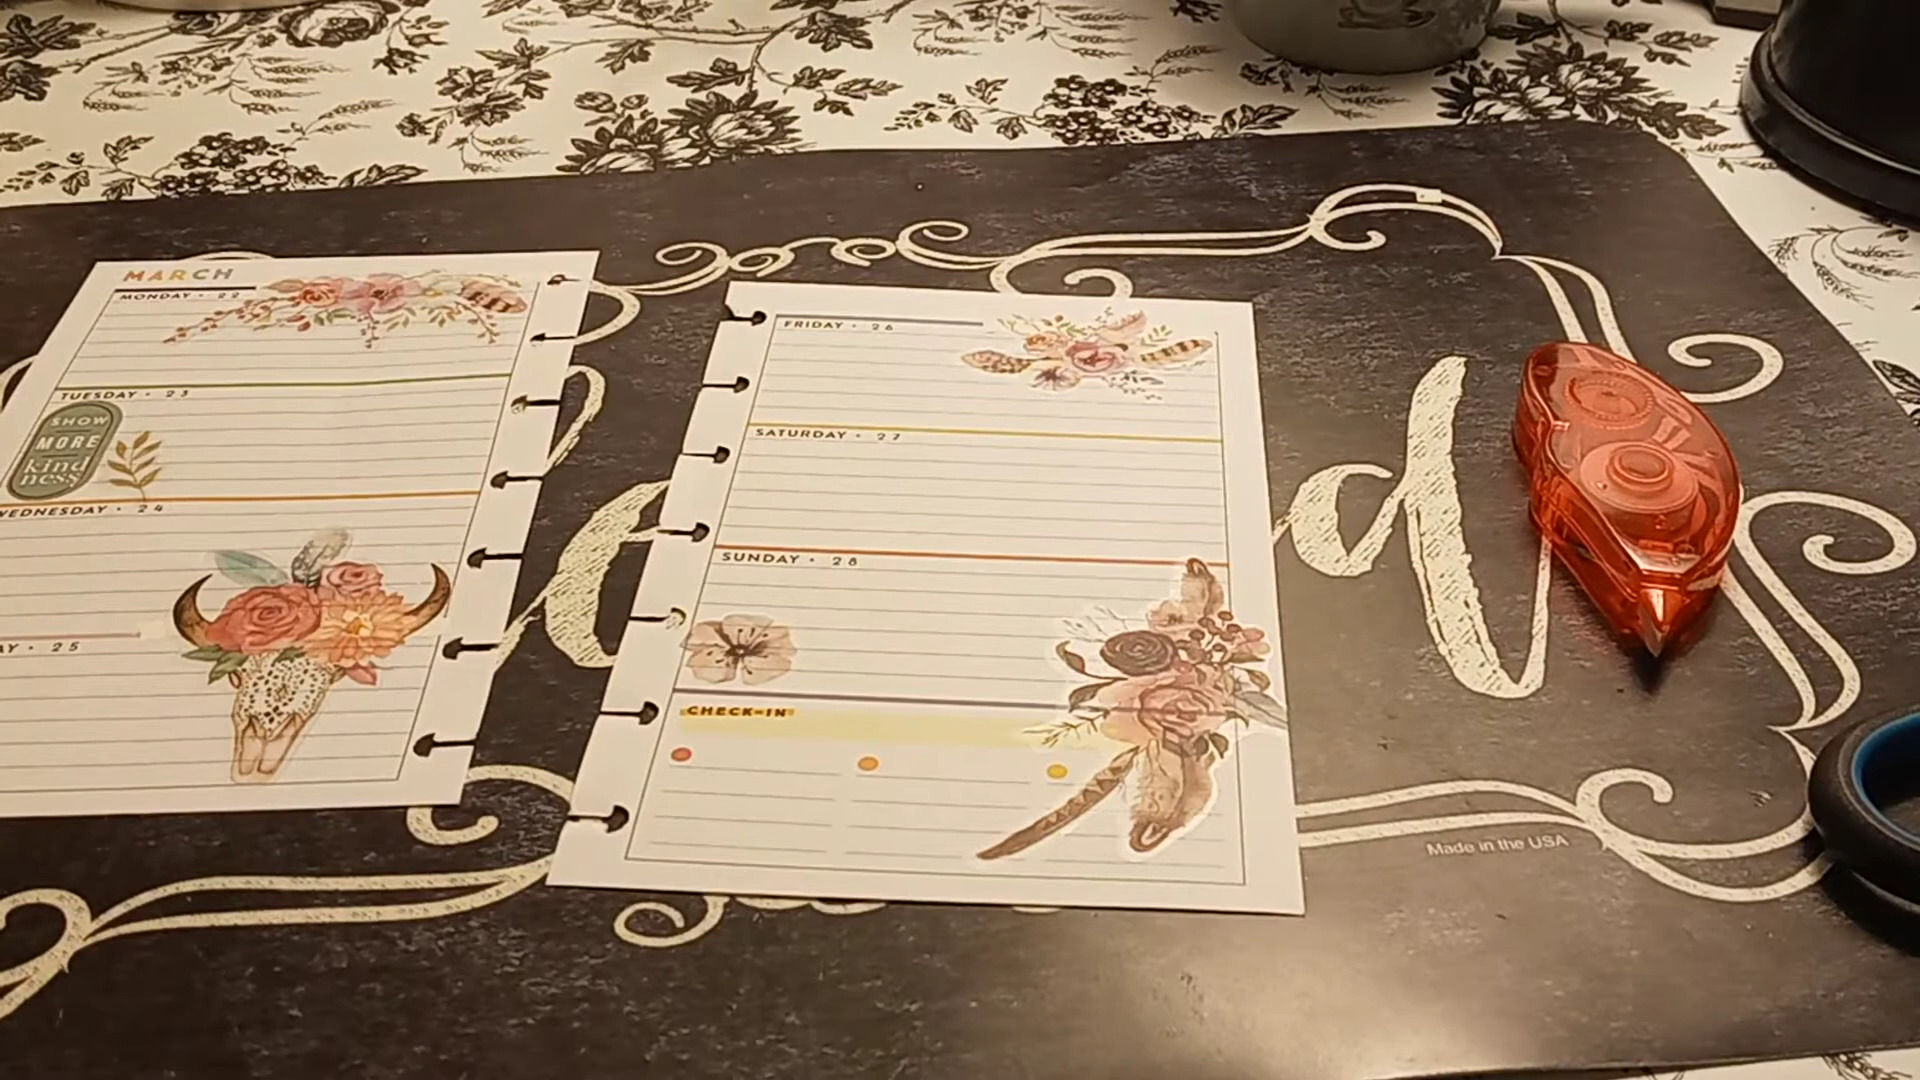 MARCH
MONDAY • 22
TUESDAY • 23
SHOW
MORE
kind
ness
WEDNESDAY • 24
AY • 25
FRIDAY • 26
SATURDAY • 27
SUNDAY • 28
CHECK-IN
Made in the USA